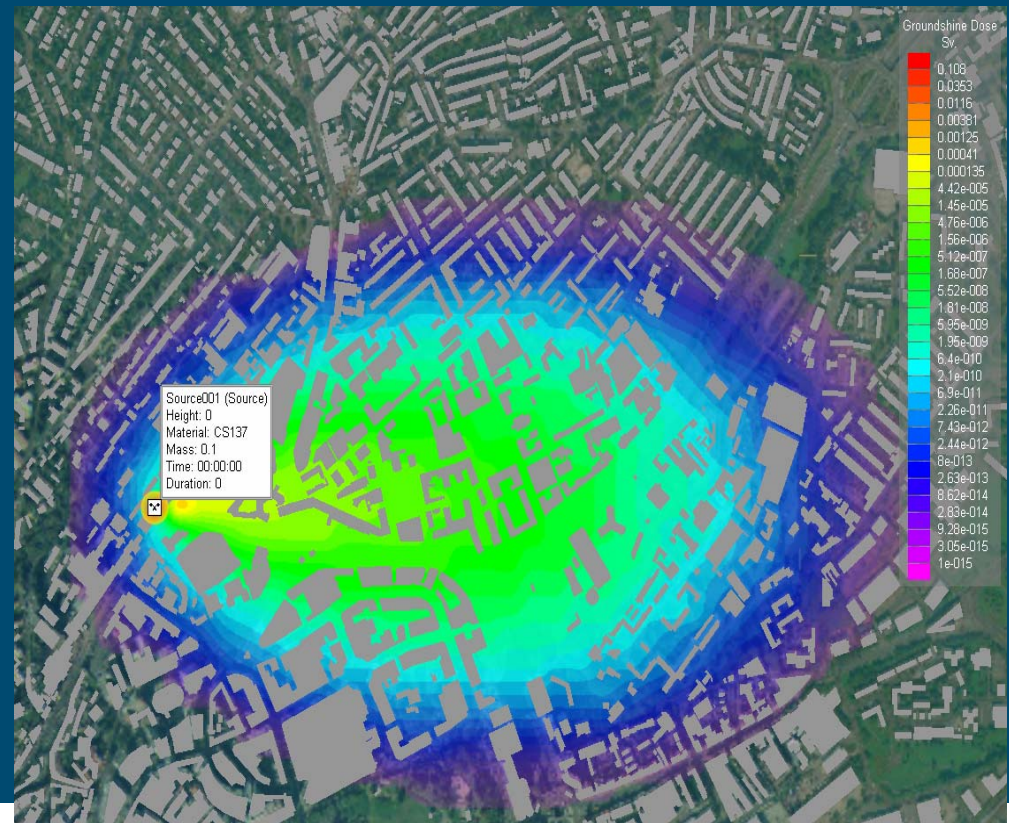 Groundshine Dose
Sv.
0.108
0.0353
0.0116
0.00381
0.00125
0.00041
0.000135
4.42e-005
1.45e-005
4.76e-006
1.56e-006
5.12e-007
1.68e-007
5.52e-008
1.81e-008
5.95e-009
1.95e-009
6.4e-010
2.1e-010
6.9e-011
2.26e-011
7.43e-012
2.44e-012
8e-013
2.63e-013
8.62e-014
2.83e-014
9.28e-015
3.05e-015
1e-015
Source001 (Source)
Height: 0
Material: CS137
Mass: 0.1
Time: 00:00:00
Duration: 0